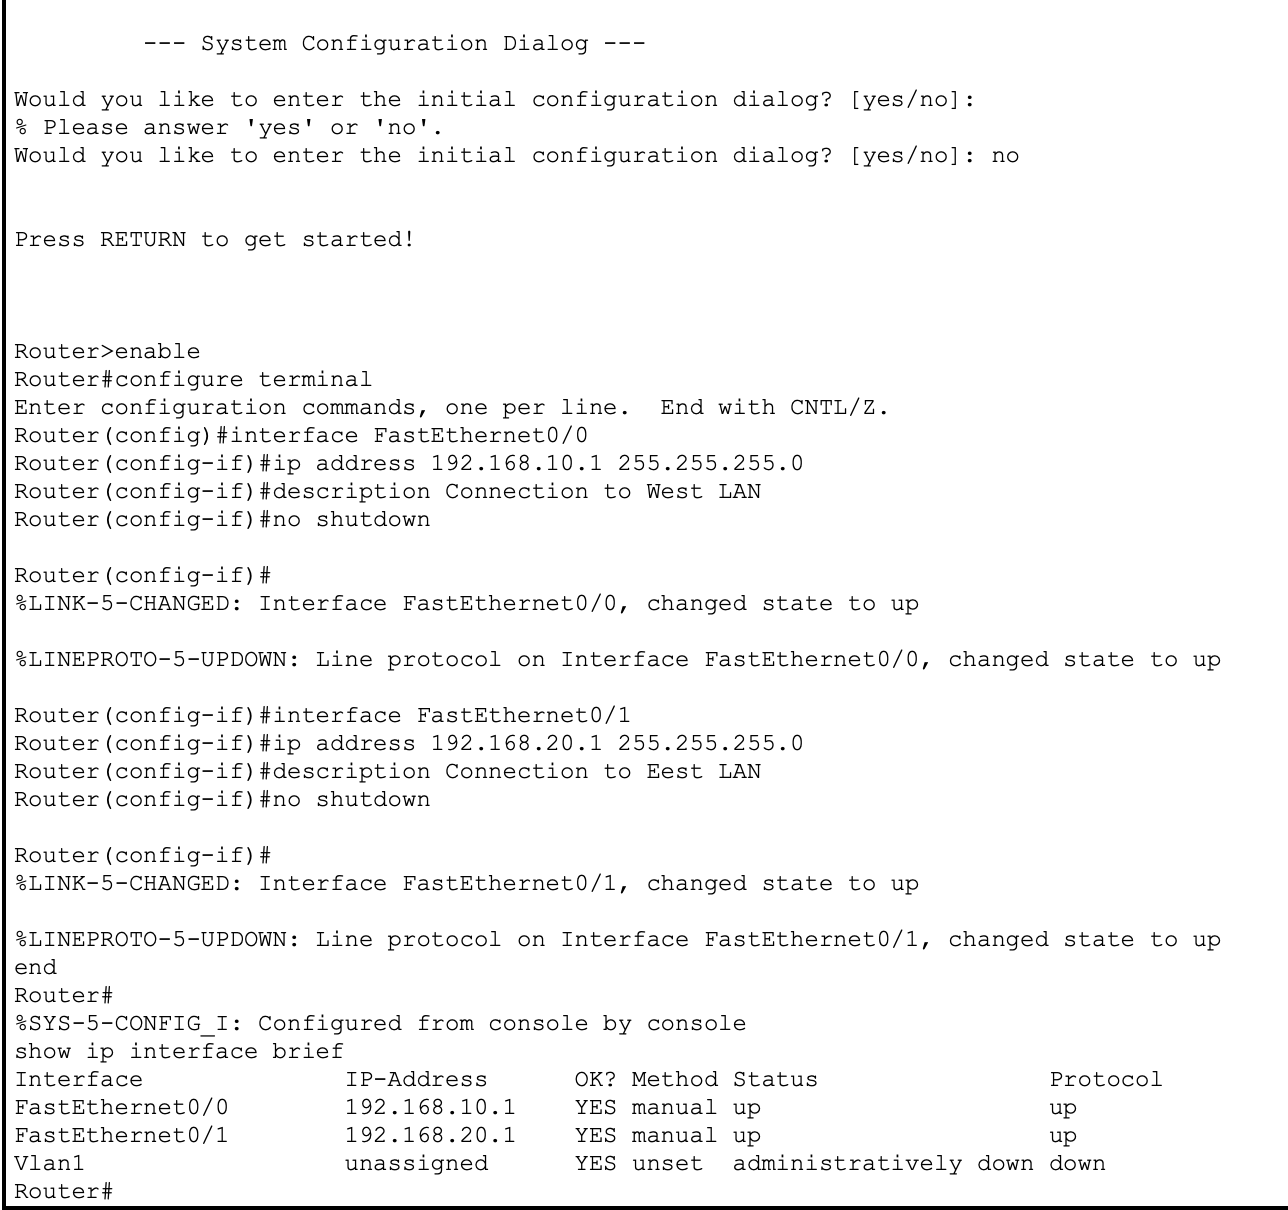 --- System Configuration Dialog ---
Would you like to enter the initial configuration dialog? [yes/no]:
% Please answer 'yes' or 'no'.
Would you like to enter the initial configuration dialog? [yes/no]: no
Press RETURN to get started!
Router>enable
Router#configure terminal
Enter configuration commands, one per line.  End with CNTL/Z.
Router(config)#interface FastEthernet0/0
Router(config-if)#ip address 192.168.10.1 255.255.255.0
Router(config-if)#description Connection to West LAN
Router(config-if)#no shutdown
Router(config-if)#
%LINK-5-CHANGED: Interface FastEthernet0/0, changed state to up
%LINEPROTO-5-UPDOWN: Line protocol on Interface FastEthernet0/0, changed state to up
Router(config-if)#interface FastEthernet0/1
Router(config-if)#ip address 192.168.20.1 255.255.255.0
Router(config-if)#description Connection to Eest LAN
Router(config-if)#no shutdown
Router(config-if)#
%LINK-5-CHANGED: Interface FastEthernet0/1, changed state to up
%LINEPROTO-5-UPDOWN: Line protocol on Interface FastEthernet0/1, changed state to up
end
Router#
%SYS-5-CONFIG_I: Configured from console by console
show ip interface brief
Interface              IP-Address      OK? Method Status                Protocol
FastEthernet0/0        192.168.10.1    YES manual up                    up
FastEthernet0/1        192.168.20.1    YES manual up                    up
Vlan1                  unassigned      YES unset  administratively down down
Router#